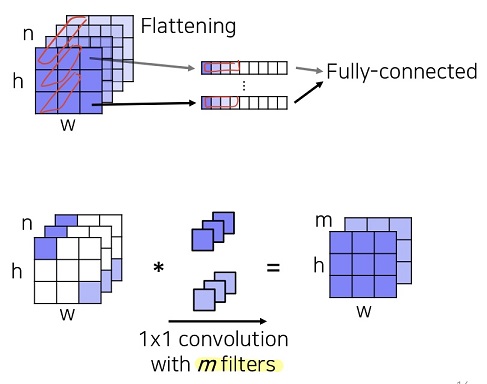 n
Flattening
h
w
Fully-connected
n
h
w
*
=
m
h
w
1x1 convolution
with m filters